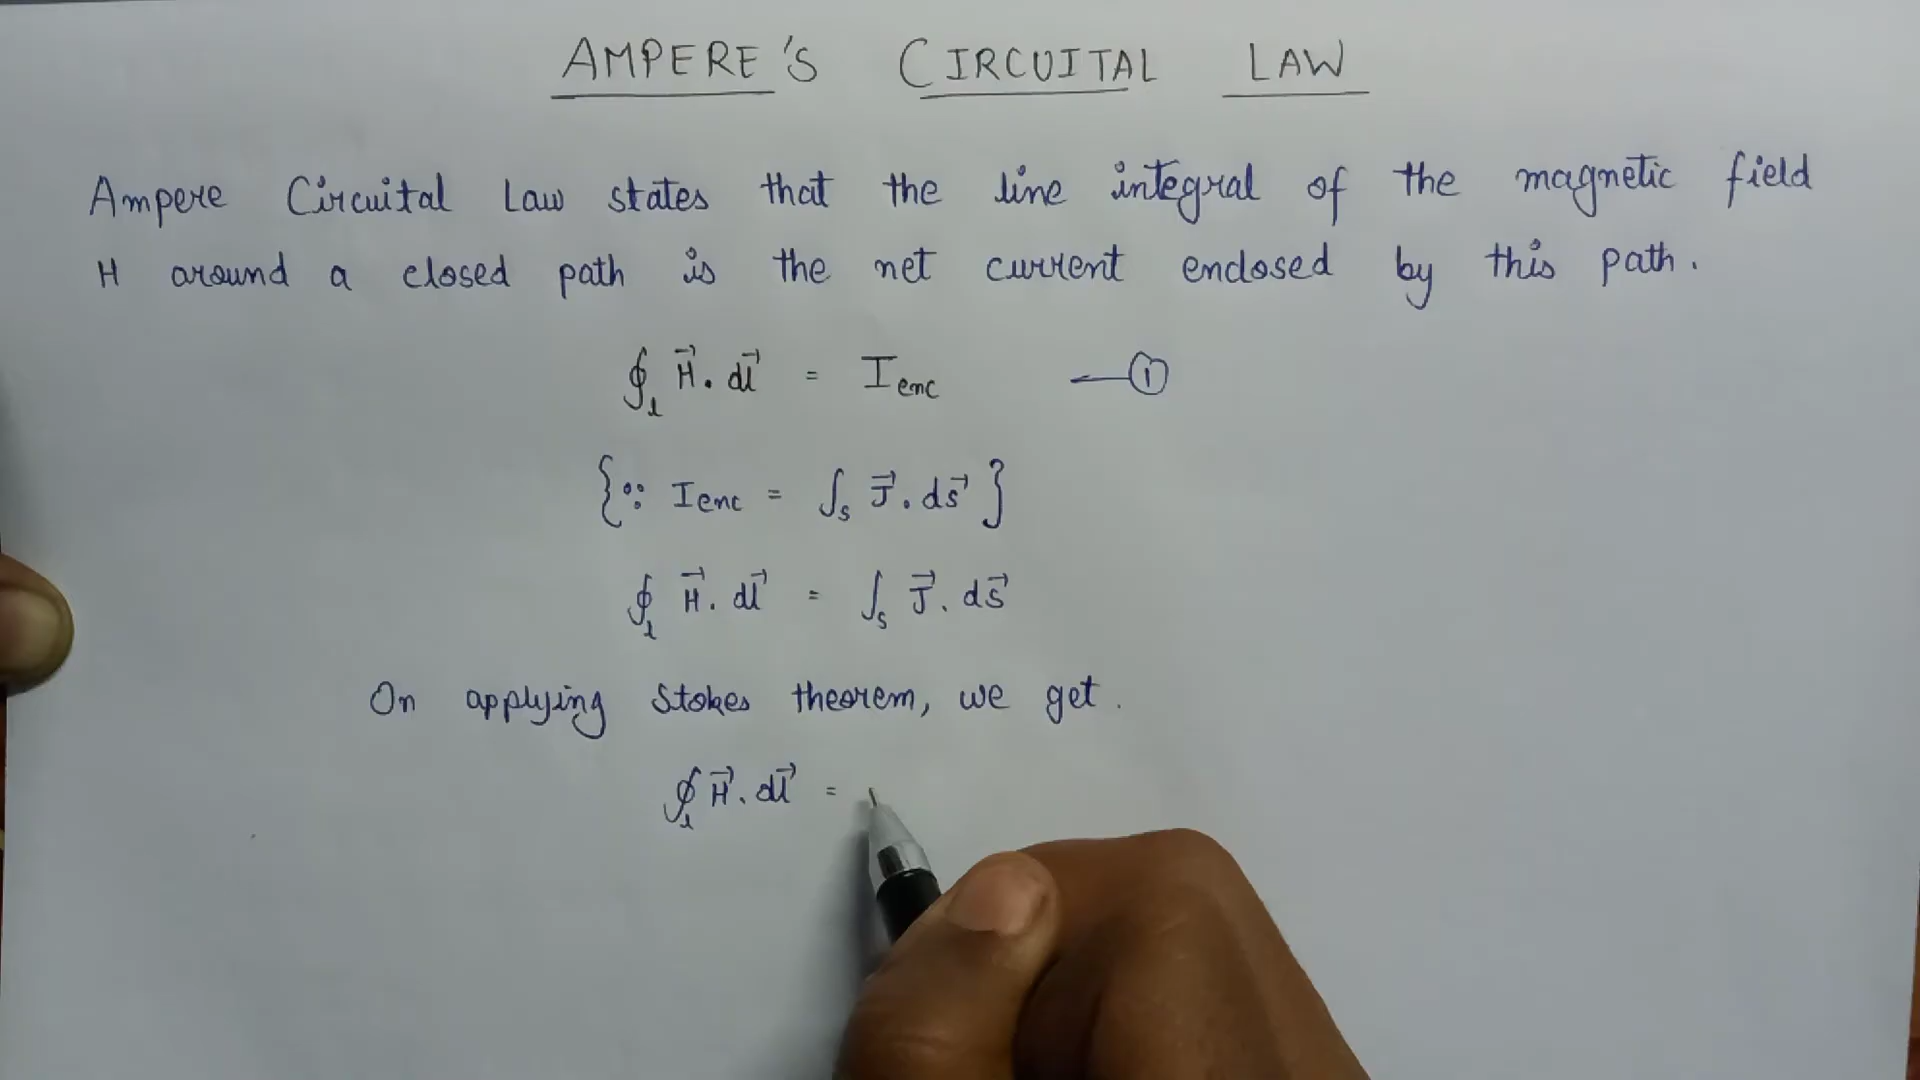 AMPERE'S CIRCUITAL LAW
Ampere Circuital Law states that the line integral of the magnetic field
H around a closed path is the net current enclosed by this path.
∮ₗ H⃗. dl⃗ = Ienc —①
{∵ Ienc = ∫ₛ J⃗. ds⃗}
∮ₗ H⃗. dl⃗ = ∫ₛ J⃗. ds⃗
On applying Stokes theorem, we get.
∮ₗ H⃗. dl⃗ =